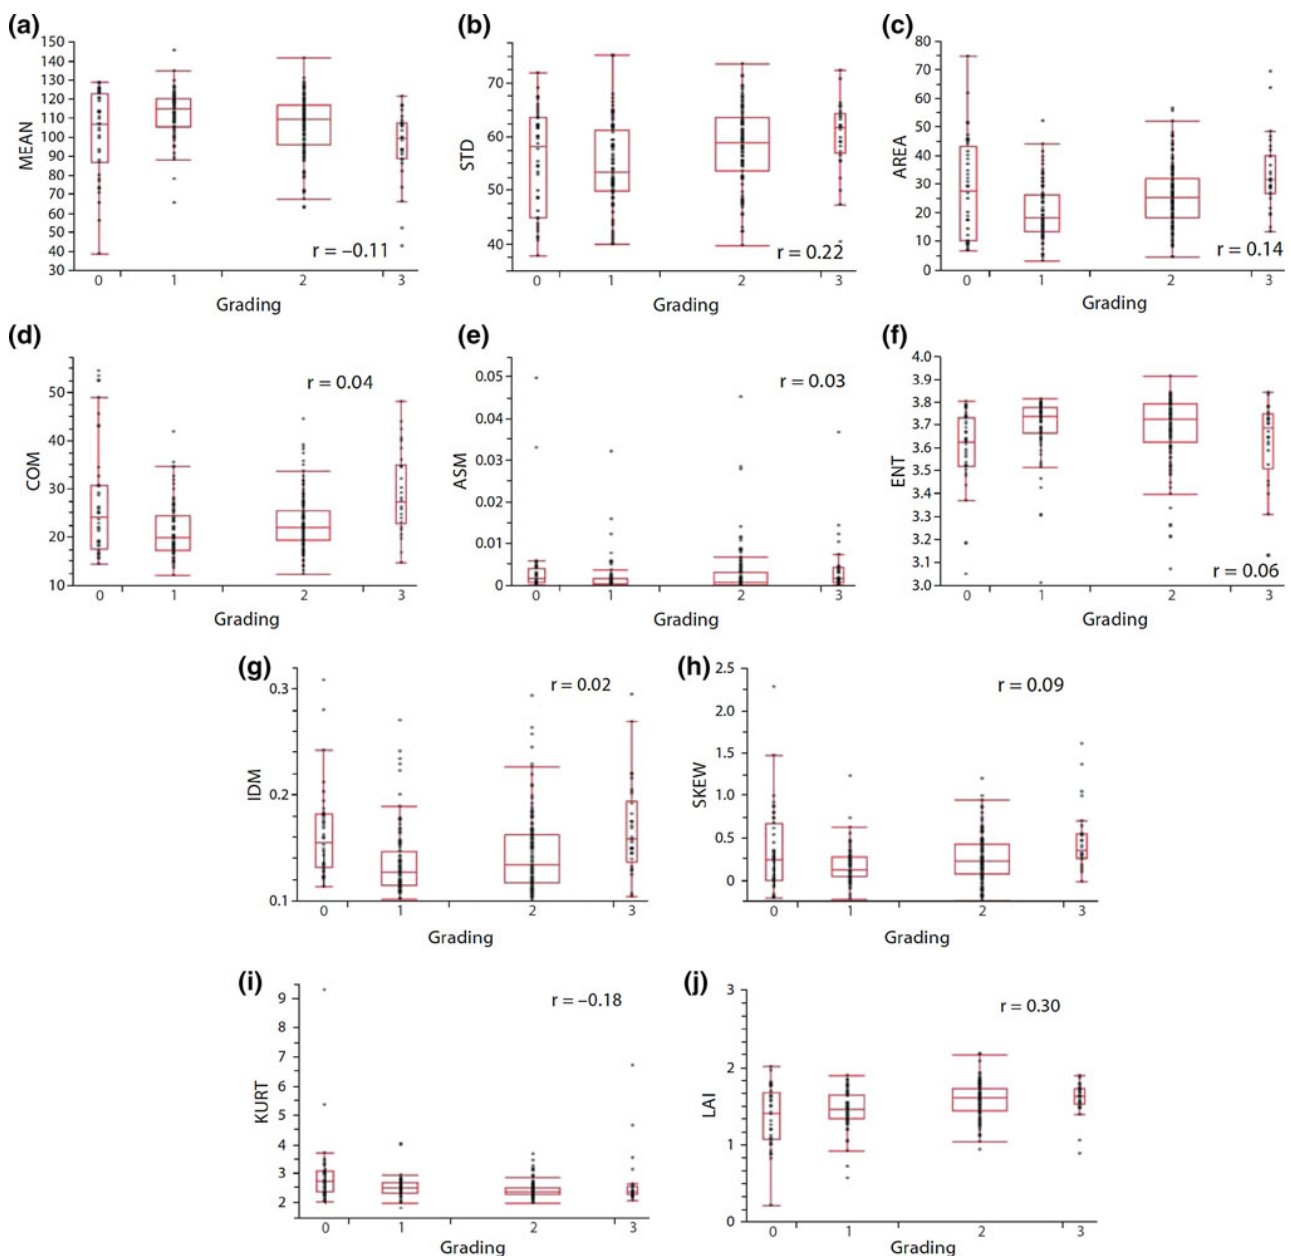 (a)
150
140
130
120
110
100
90
80
70
60
50
40
30
MEAN
r = –0.11
0 1 2 3
Grading
(b)
70
60
50
40
STD
r = 0.22
0 1 2 3
Grading
(c)
80
70
60
50
40
30
20
10
0
AREA
r = 0.14
0 1 2 3
Grading
(d)
50
40
30
20
10
COM
r = 0.04
0 1 2 3
Grading
(e)
0.05
0.04
0.03
0.02
0.01
0
ASM
r = 0.03
0 1 2 3
Grading
(f)
4.0
3.9
3.8
3.7
3.6
3.5
3.4
3.3
3.2
3.1
3.0
ENT
r = 0.06
0 1 2 3
Grading
(g)
0.3
0.2
0.1
IDM
r = 0.02
0 1 2 3
Grading
(h)
2.5
2.0
1.5
1.0
0.5
0
SKEW
r = 0.09
0 1 2 3
Grading
(i)
9
8
7
6
5
4
3
2
KURT
r = –0.18
0 1 2 3
Grading
(j)
3
2
1
0
LAI
r = 0.30
0 1 2 3
Grading